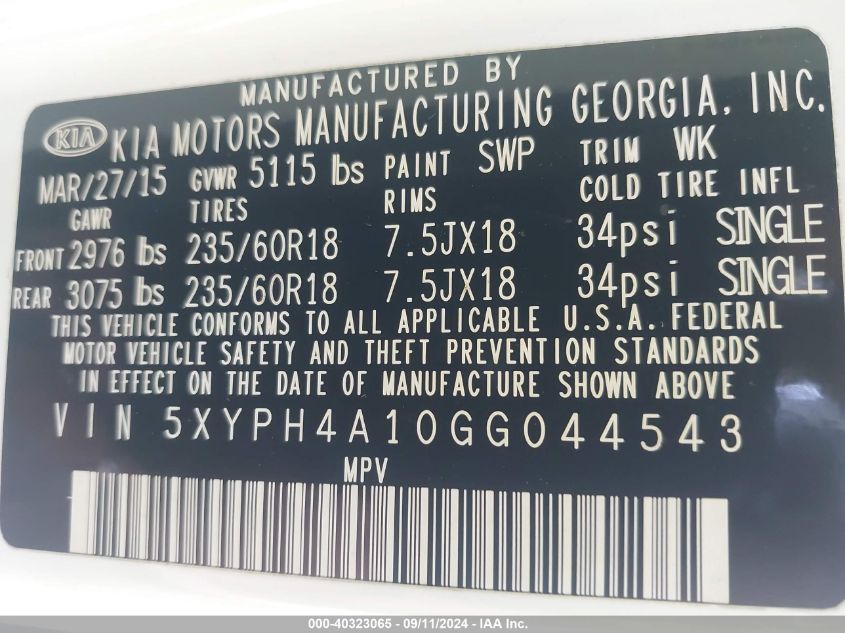 MANUFACTURED BY
KIA KIA MOTORS MANUFACTURING GEORGIA, INC.
MAR/27/15 GVWR 5115 lbs PAINT SWP TRIM WK
GAWR TIRES RIMS COLD TIRE INFL
FRONT 2976 lbs 235/60R18 7.5JX18 34psi SINGLE
REAR 3075 lbs 235/60R18 7.5JX18 34psi SINGLE
THIS VEHICLE CONFORMS TO ALL APPLICABLE U.S.A. FEDERAL
MOTOR VEHICLE SAFETY AND THEFT PREVENTION STANDARDS
IN EFFECT ON THE DATE OF MANUFACTURE SHOWN ABOVE
VIN 5XYPH4A10GG044543
MPV
000-40323065 - 09/11/2024 - IAA Inc.